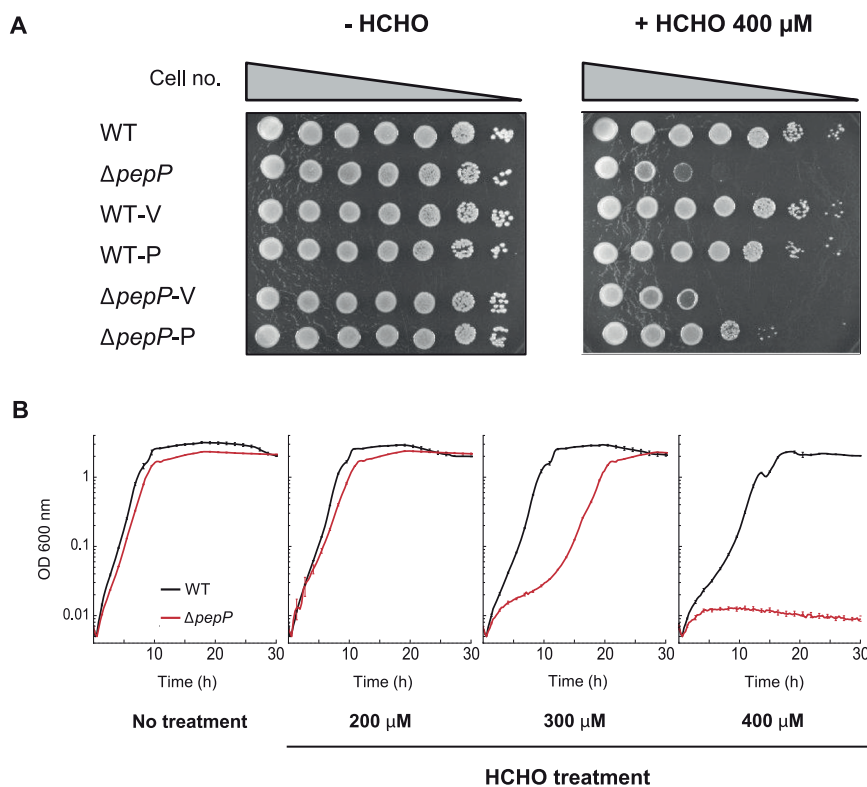 A
- HCHO
+ HCHO 400 µM
Cell no.
WT
ΔpepP
WT-V
WT-P
ΔpepP-V
ΔpepP-P
B
OD 600 nm
1
0.1
0.01
WT
ΔpepP
10 20 30
10 20 30
10 20 30
10 20 30
Time (h) Time (h) Time (h) Time (h)
No treatment 200 µM 300 µM 400 µM
HCHO treatment